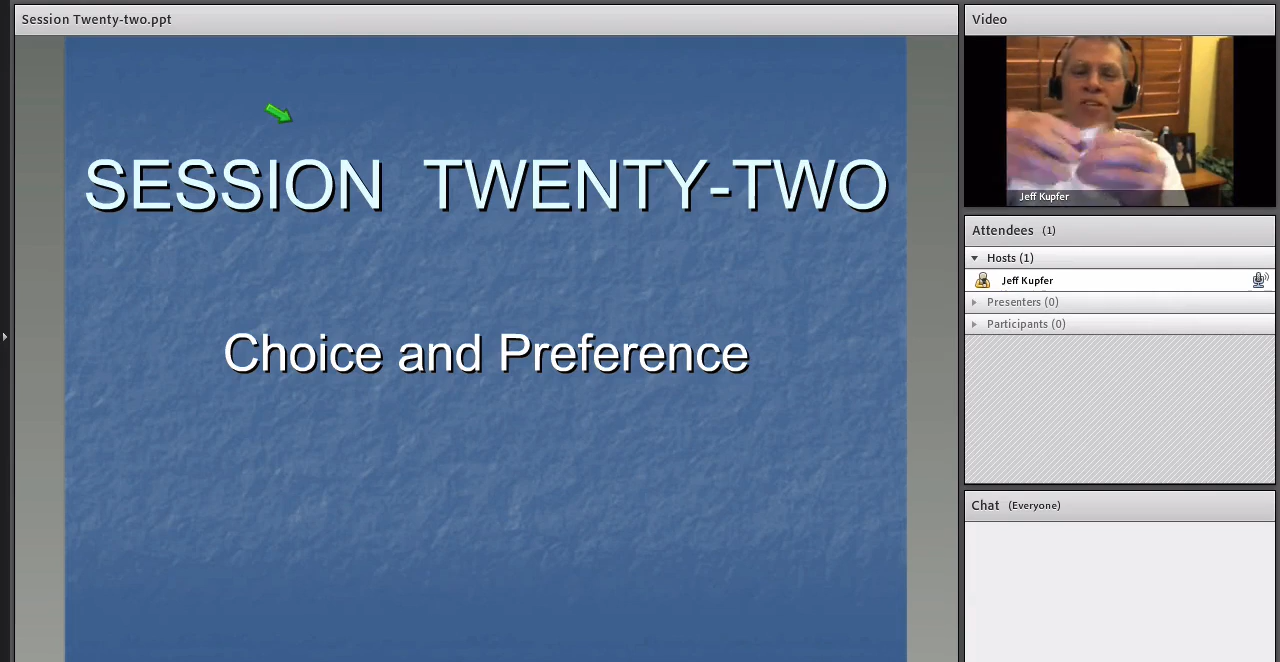 Session Twenty-two.ppt
SESSION TWENTY-TWO
Choice and Preference
Video
Jeff Kupfer
Attendees (1)
Hosts (1)
Jeff Kupfer
Presenters (0)
Participants (0)
Chat (Everyone)